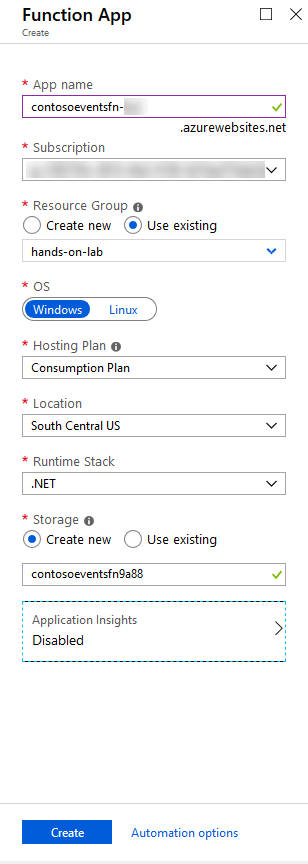 Function App
Create
* App name
contosoeventsfn-
.azurewebsites.net
* Subscription
* Resource Group
Create new Use existing
hands-on-lab
* OS
Windows Linux
* Hosting Plan
Consumption Plan
* Location
South Central US
* Runtime Stack
.NET
* Storage
Create new Use existing
contosoeventsfn9a88
Application Insights
Disabled
Create Automation options